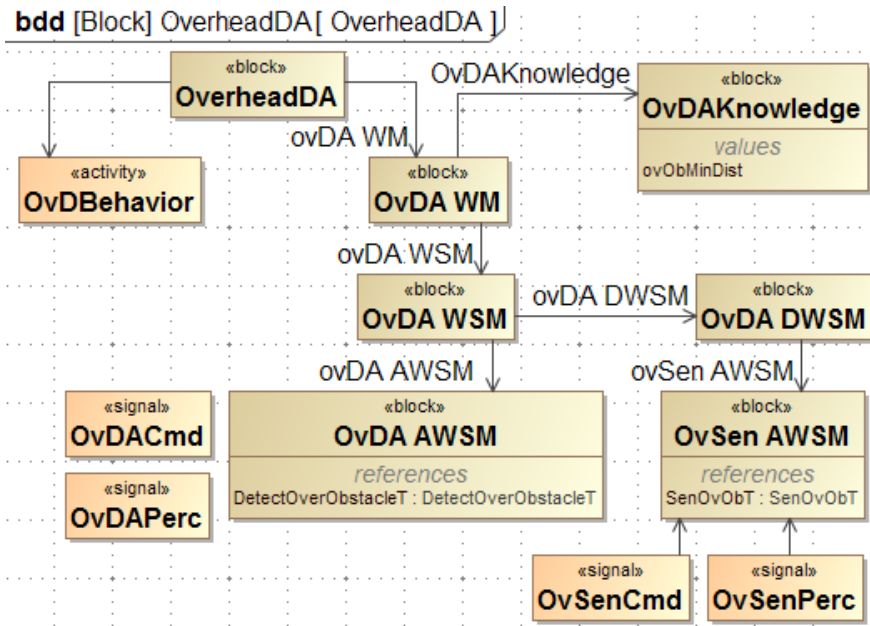 bdd [Block] OverheadDA[ OverheadDA ]
«block»
OverheadDA
OvDAKnowledge
«block»
OvDAKnowledge
values
ovObMinDist
ovDA WM
«activity»
OvDBehavior
«block»
OvDA WM
ovDA WSM
«block»
OvDA WSM
ovDA DWSM
«block»
OvDA DWSM
ovDA AWSM
ovSen AWSM
«signal»
OvDACmd
«block»
OvDA AWSM
references
DetectOverObstacleT : DetectOverObstacleT
«block»
OvSen AWSM
references
SenOvObT : SenOvObT
«signal»
OvDAPerc
«signal»
OvSenCmd
«signal»
OvSenPerc